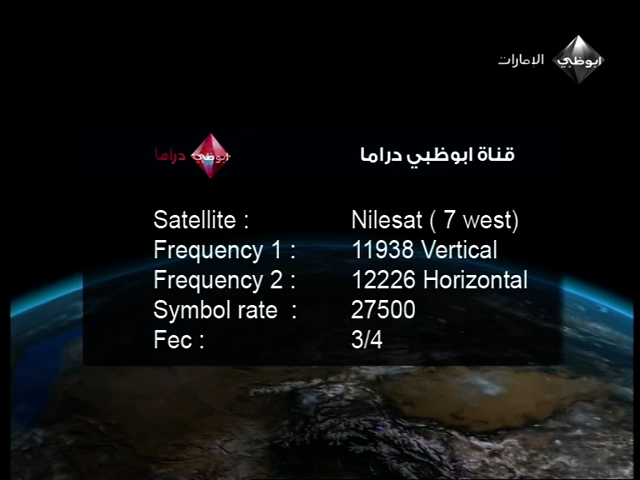 الإمارات ابوظبي
دراما ابوظبي
قناة ابوظبي دراما
Satellite : Nilesat ( 7 west)
Frequency 1 : 11938 Vertical
Frequency 2 : 12226 Horizontal
Symbol rate : 27500
Fec : 3/4